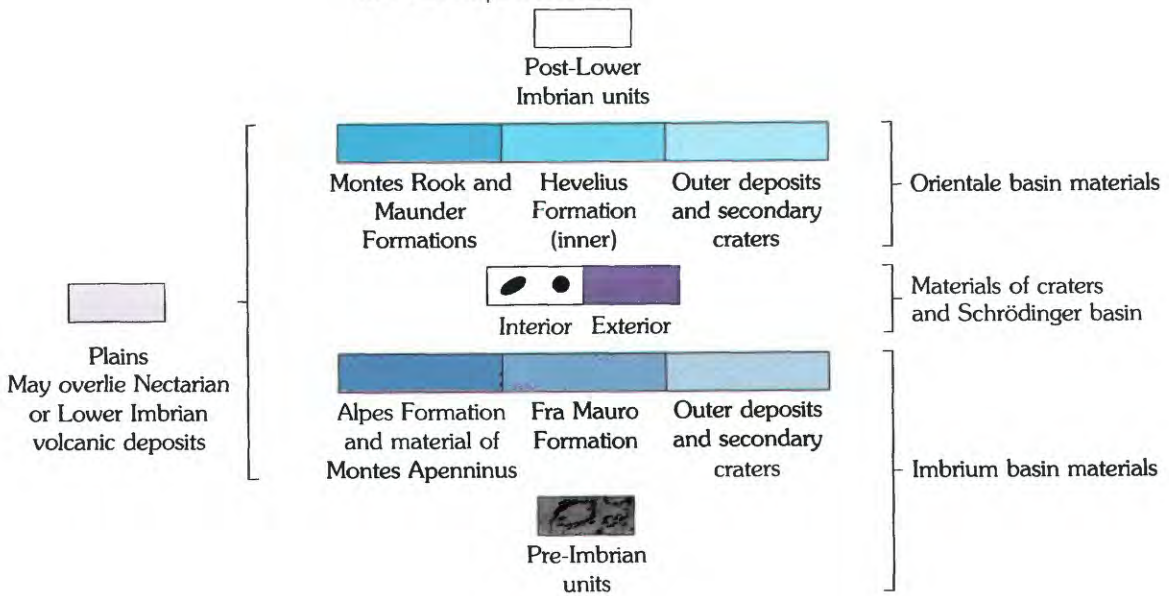 Post-Lower
Imbrian units
Montes Rook and
Maunder
Formations
Hevelius
Formation
(inner)
Outer deposits
and secondary
craters
Orientale basin materials
Interior
Exterior
Materials of craters
and Schrödinger basin
Plains
May overlie Nectarian
or Lower Imbrian
volcanic deposits
Alpes Formation
and material of
Montes Apenninus
Fra Mauro
Formation
Outer deposits
and secondary
craters
Imbrium basin materials
Pre-Imbrian
units